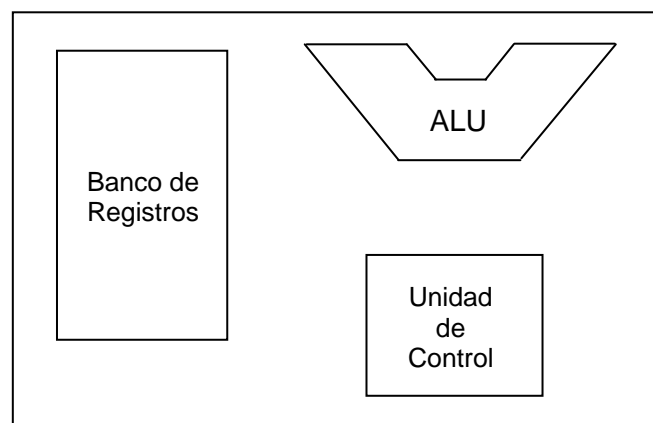 Banco de
Registros
ALU
Unidad
de
Control